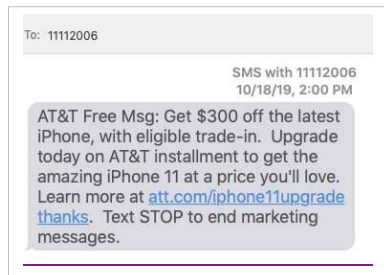 To: 11112006
SMS with 11112006
10/18/19, 2:00 PM
AT&T Free Msg: Get $300 off the latest
iPhone, with eligible trade-in.  Upgrade
today on AT&T installment to get the
amazing iPhone 11 at a price you'll love.
Learn more at att.com/iphone11upgrade
thanks.  Text STOP to end marketing
messages.